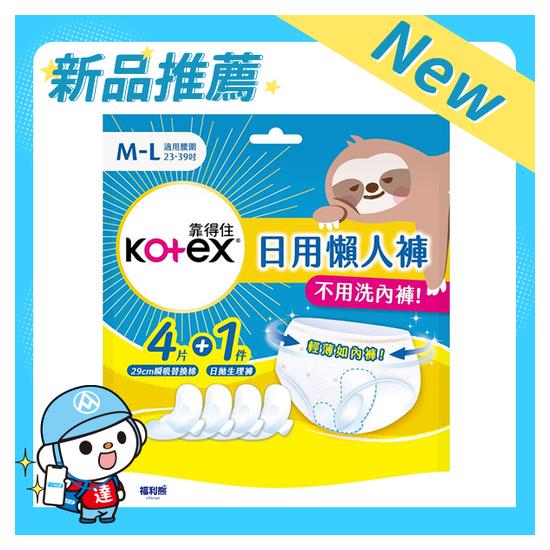 新品推薦
New
M-L 適用腰圍
23-39吋
靠得住
Kotex®
日用懶人褲
不用洗內褲!
4片+1件
29cm瞬吸替換棉 日拋生理褲
輕薄如內褲!
大達
福利熊